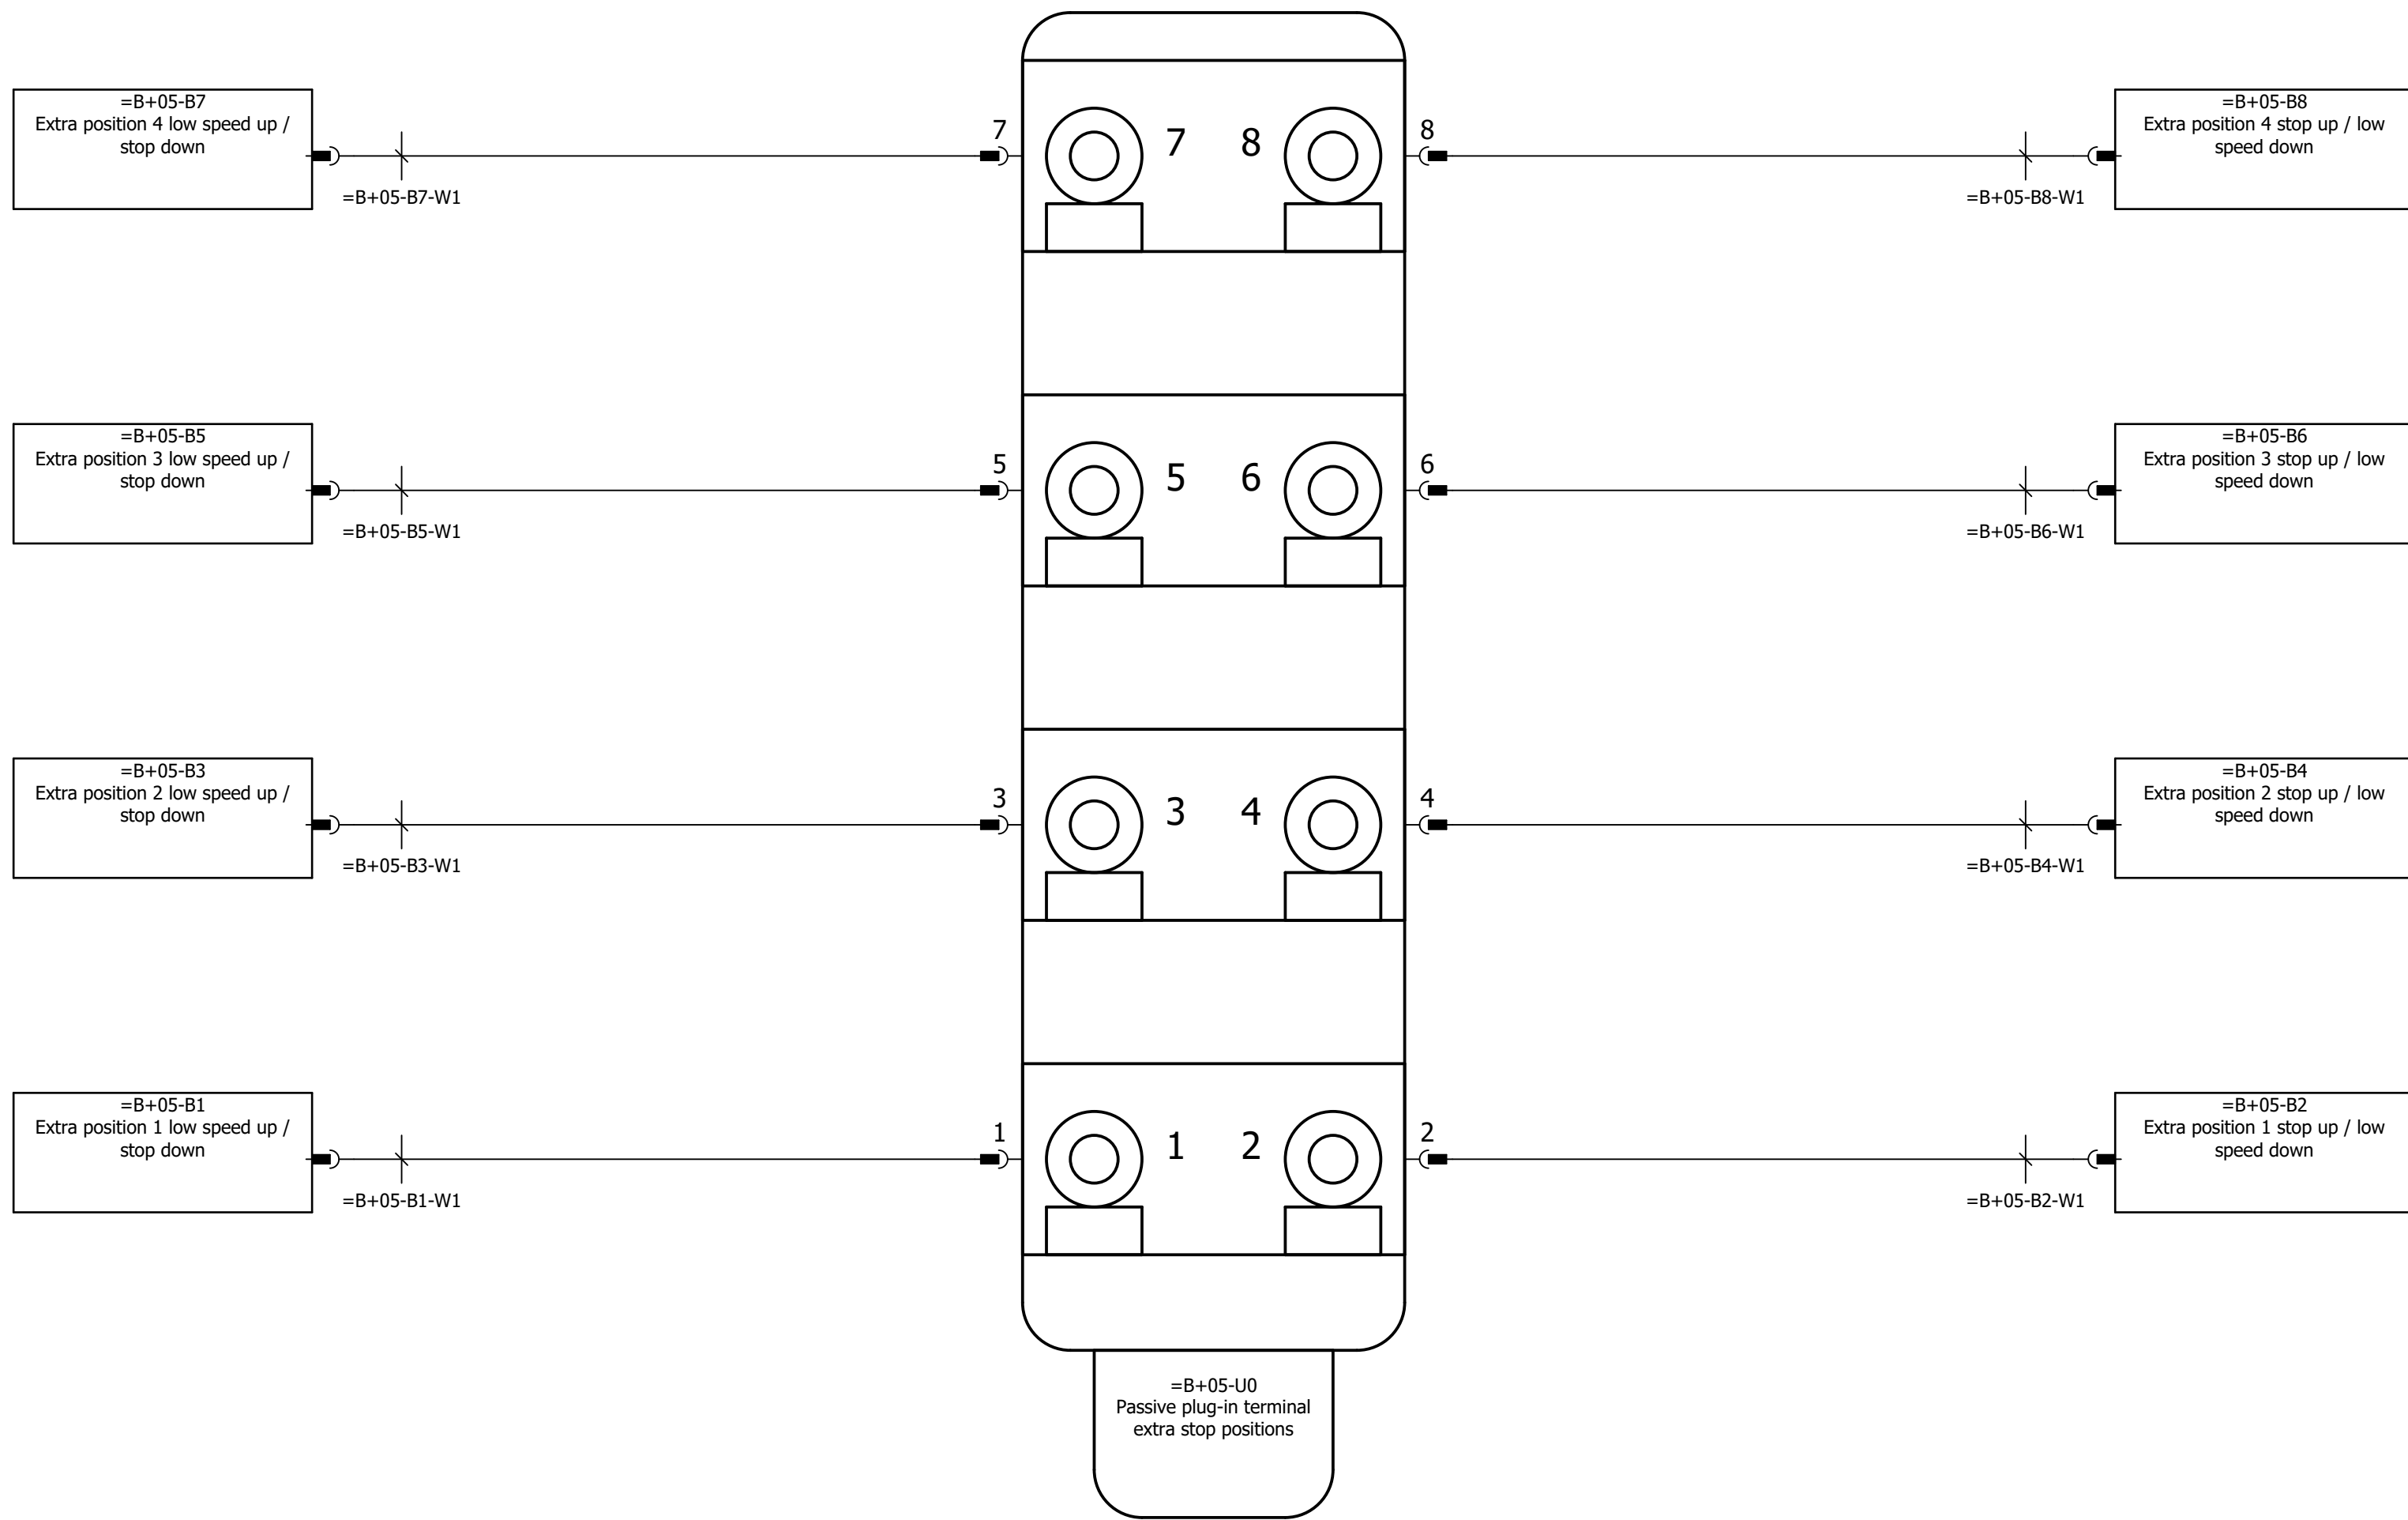 =B+05-B7
Extra position 4 low speed up /
stop down
=B+05-B7-W1
7
7 8
8
=B+05-B8-W1
=B+05-B8
Extra position 4 stop up / low
speed down
=B+05-B5
Extra position 3 low speed up /
stop down
=B+05-B5-W1
5
5 6
6
=B+05-B6-W1
=B+05-B6
Extra position 3 stop up / low
speed down
=B+05-B3
Extra position 2 low speed up /
stop down
=B+05-B3-W1
3
3 4
4
=B+05-B4-W1
=B+05-B4
Extra position 2 stop up / low
speed down
=B+05-B1
Extra position 1 low speed up /
stop down
=B+05-B1-W1
1
1 2
2
=B+05-B2-W1
=B+05-B2
Extra position 1 stop up / low
speed down
=B+05-U0
Passive plug-in terminal
extra stop positions